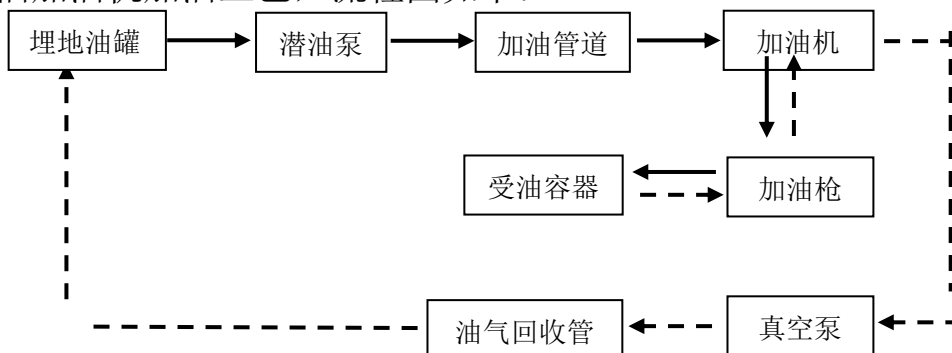 埋地油罐
潜油泵
加油管道
加油机
受油容器
加油枪
油气回收管
真空泵